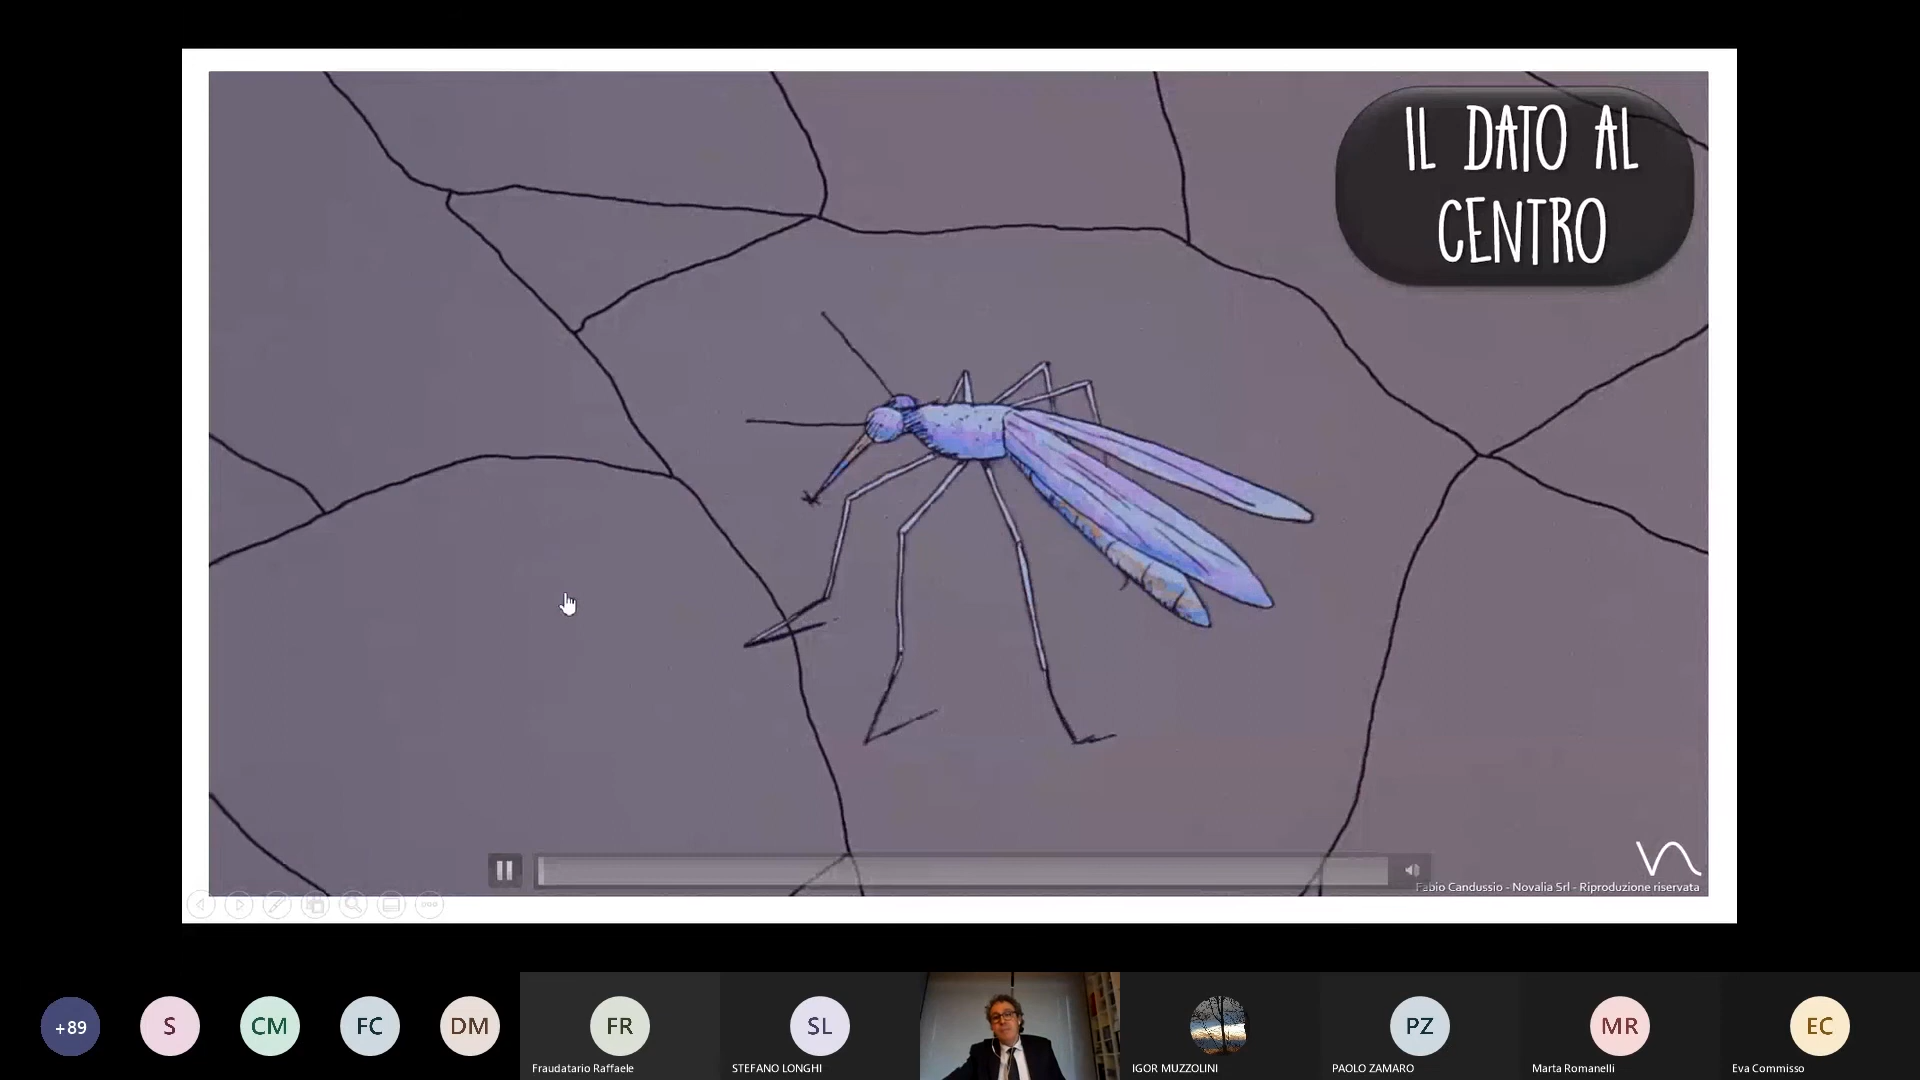 IL DATO AL
CENTRO
Fabio Candussio - Novalia Srl - Riproduzione riservata
+89
S
CM
FC
DM
FR
SL
PZ
MR
EC
Fraudatario Raffaele
STEFANO LONGHI
IGOR MUZZOLINI
PAOLO ZAMARO
Marta Romanelli
Eva Commisso